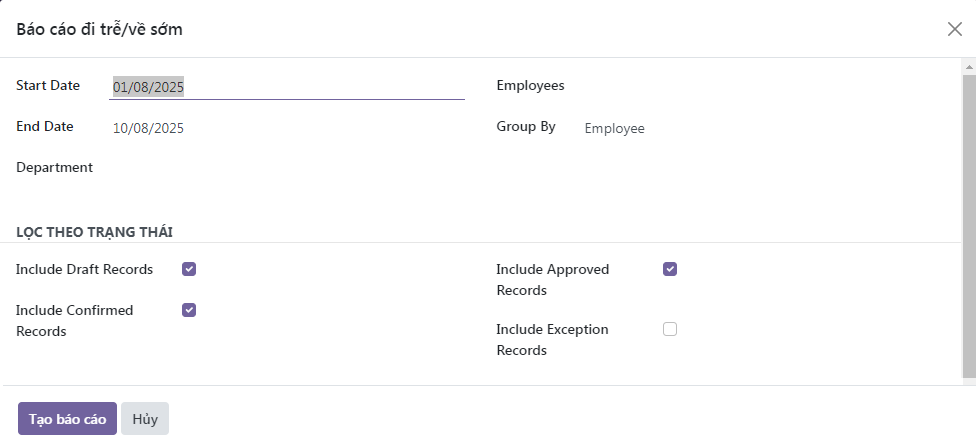 Báo cáo đi trễ/về sớm
Start Date 01/08/2025
Employees
End Date 10/08/2025
Group By Employee
Department
LỌC THEO TRẠNG THÁI
Include Draft Records
Include Approved
Records
Include Confirmed
Records
Include Exception
Records
Tạo báo cáo Hủy